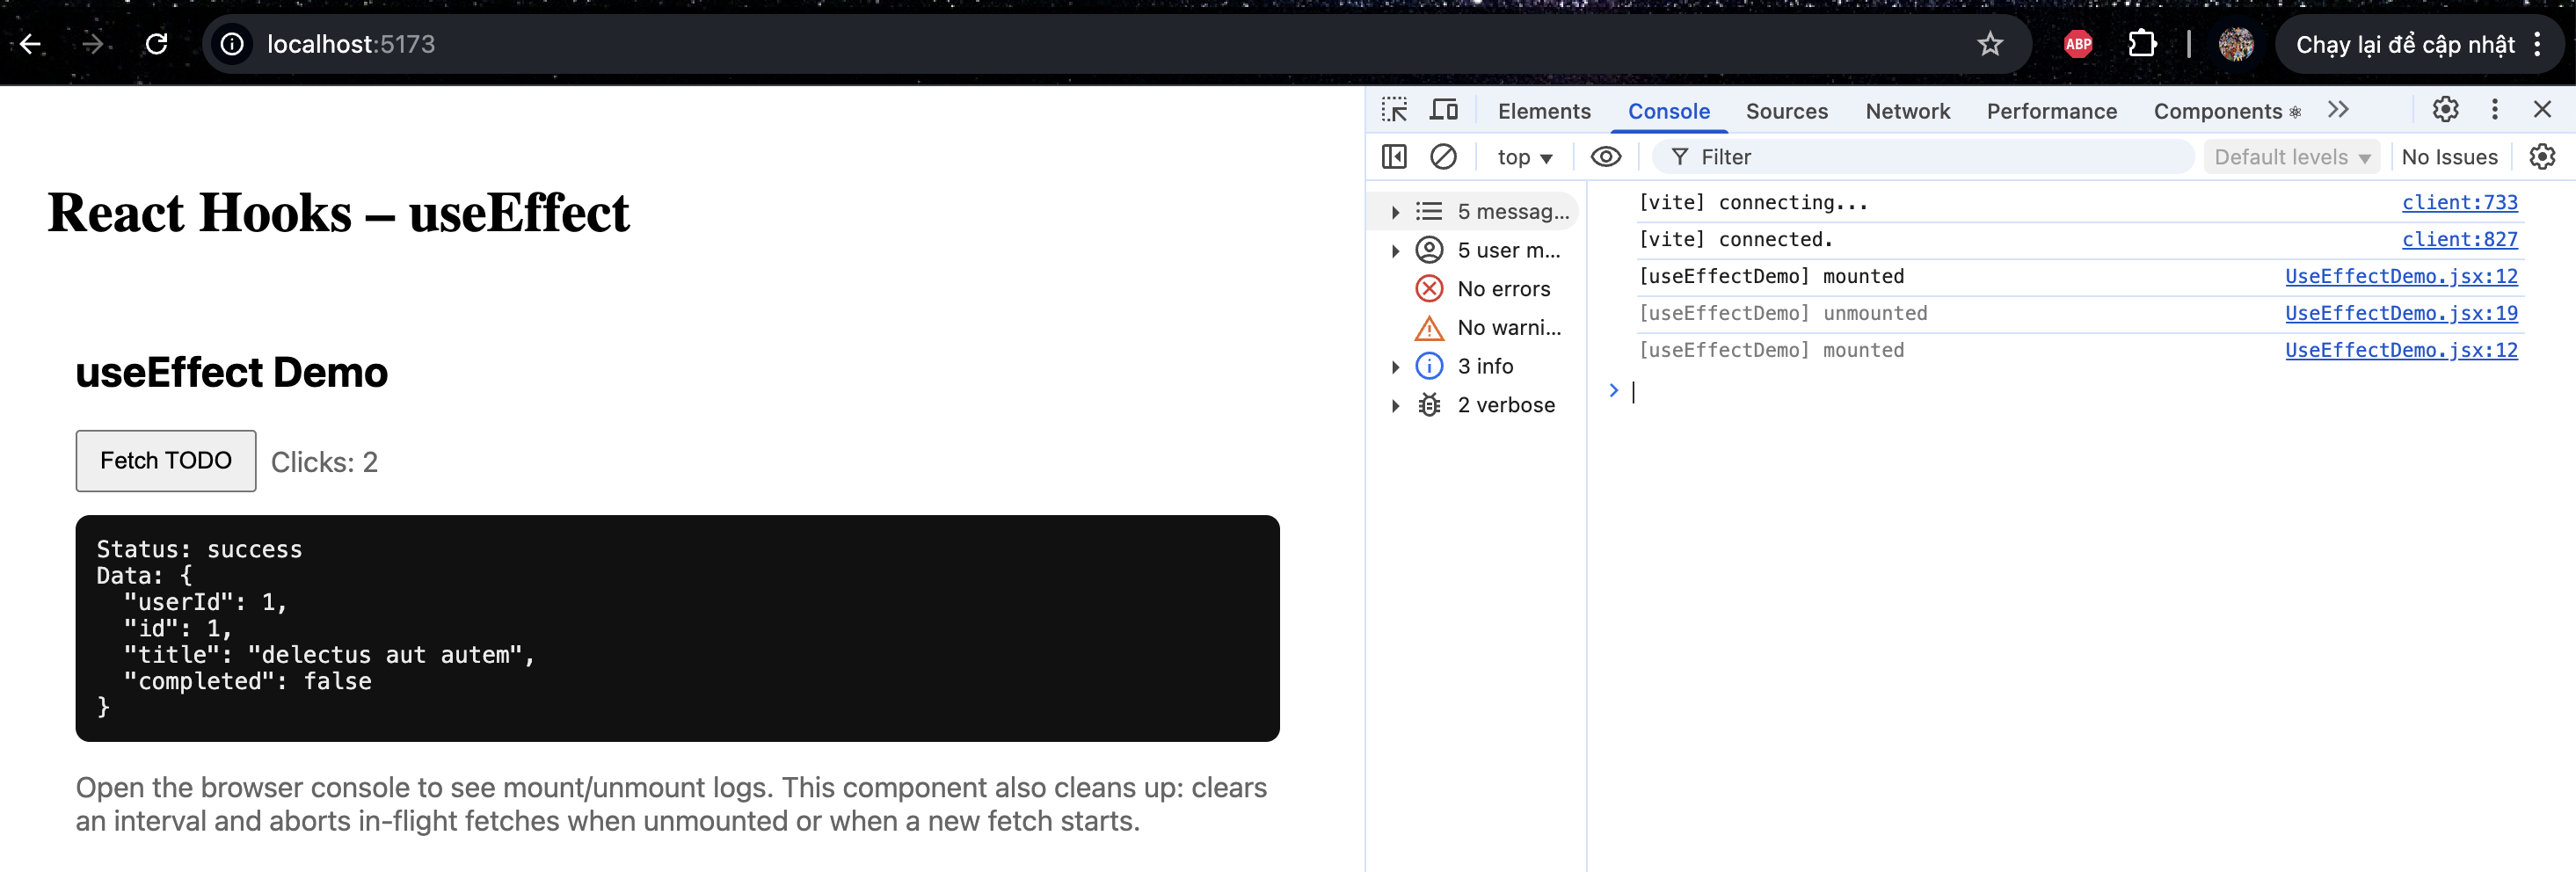 localhost:5173
ABP
Chạy lại để cập nhật
React Hooks – useEffect
useEffect Demo
Fetch TODO
Clicks: 2
Status: success
Data: {
"userId": 1,
"id": 1,
"title": "delectus aut autem",
"completed": false
}
Open the browser console to see mount/unmount logs. This component also cleans up: clears
an interval and aborts in-flight fetches when unmounted or when a new fetch starts.
Elements Console Sources Network Performance Components
top Filter Default levels No Issues
5 messag...
5 user m...
No errors
No warni...
3 info
2 verbose
[vite] connecting... client:733
[vite] connected. client:827
[useEffectDemo] mounted UseEffectDemo.jsx:12
[useEffectDemo] unmounted UseEffectDemo.jsx:19
[useEffectDemo] mounted UseEffectDemo.jsx:12